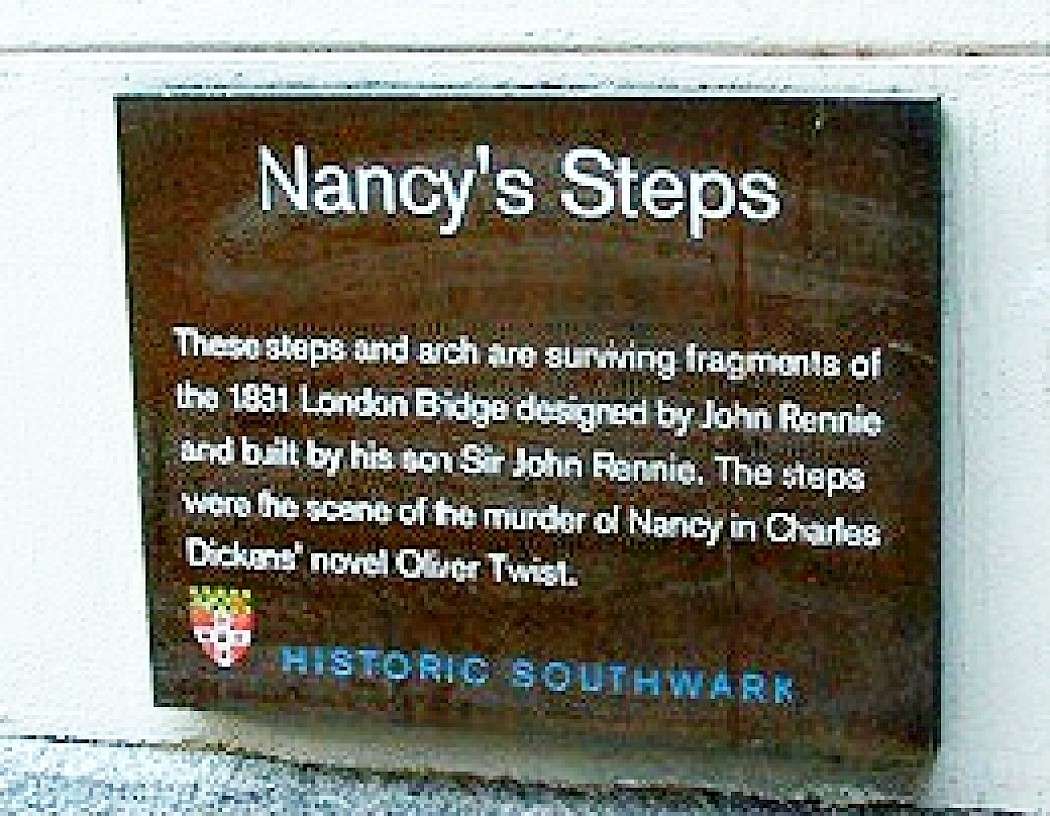 Nancy's Steps
These steps and arch are surviving fragments of
the 1831 London Bridge designed by John Rennie
and built by his son Sir John Rennie. The steps
were the scene of the murder of Nancy in Charles
Dickens' novel Oliver Twist.
HISTORIC SOUTHWARK